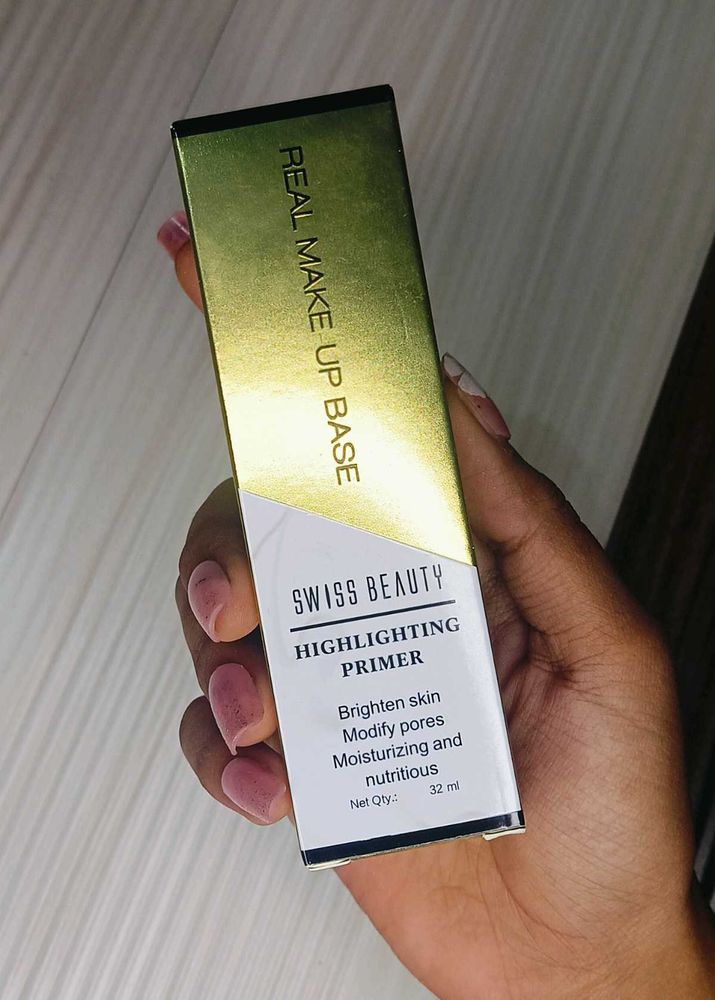 REAL MAKE-UP BASE
SWISS BEAUTY
HIGHLIGHTING
PRIMER
Brighten skin
Modify pores
Moisturizing and
nutritious
Net Qty.: 32 ml